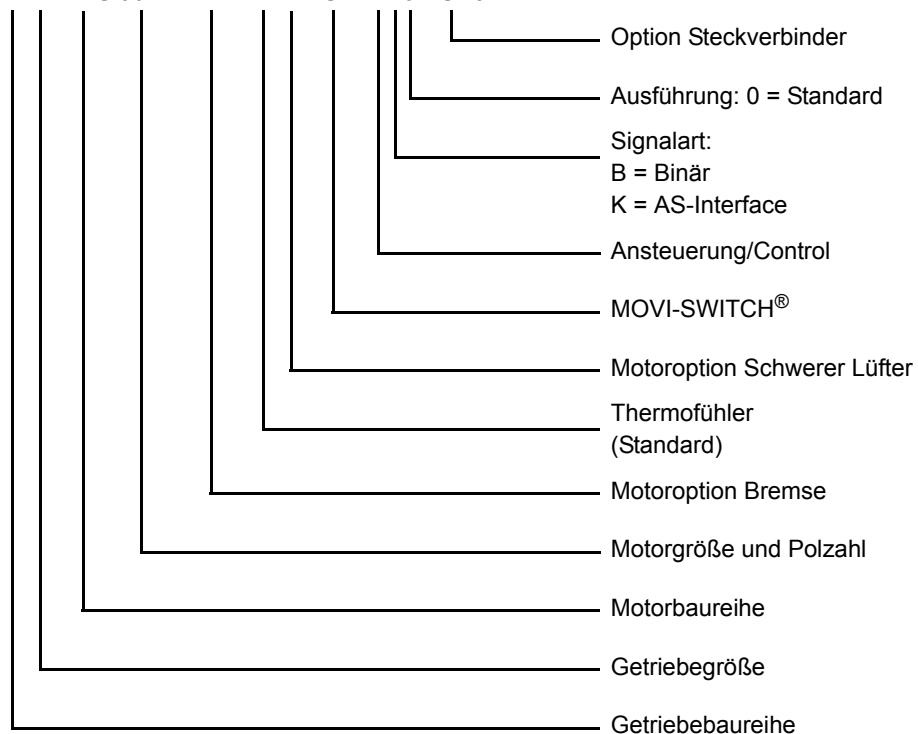 Option Steckverbinder
Ausführung: 0 = Standard
Signalart:
B = Binär
K = AS-Interface
Ansteuerung/Control
MOVI-SWITCH®
Motoroption Schwerer Lüfter
Thermofühler
(Standard)
Motoroption Bremse
Motorgröße und Polzahl
Motorbaureihe
Getriebegröße
Getriebebaureihe